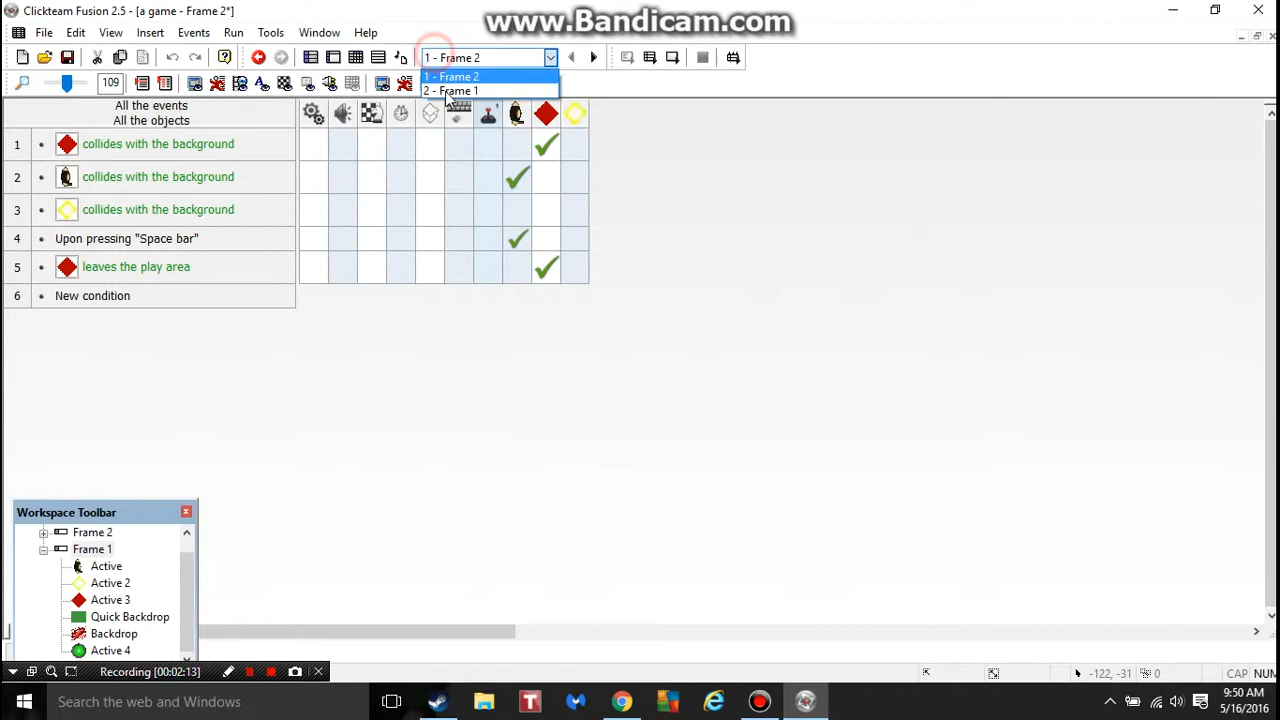 Clickteam Fusion 2.5 - [a game - Frame 2*]
www.Bandicam.com
File Edit View Insert Events Run Tools Window Help
1 - Frame 2
1 - Frame 2
2 - Frame 1
109
All the events
All the objects
1 collides with the background
2 collides with the background
3 collides with the background
4 Upon pressing "Space bar"
5 leaves the play area
6 New condition
Workspace Toolbar
Frame 2
Frame 1
Active
Active 2
Active 3
Quick Backdrop
Backdrop
Active 4
Recording [00:02:13]
-122, -31
0
CAP NUM
Search the web and Windows
9:50 AM
5/16/2016